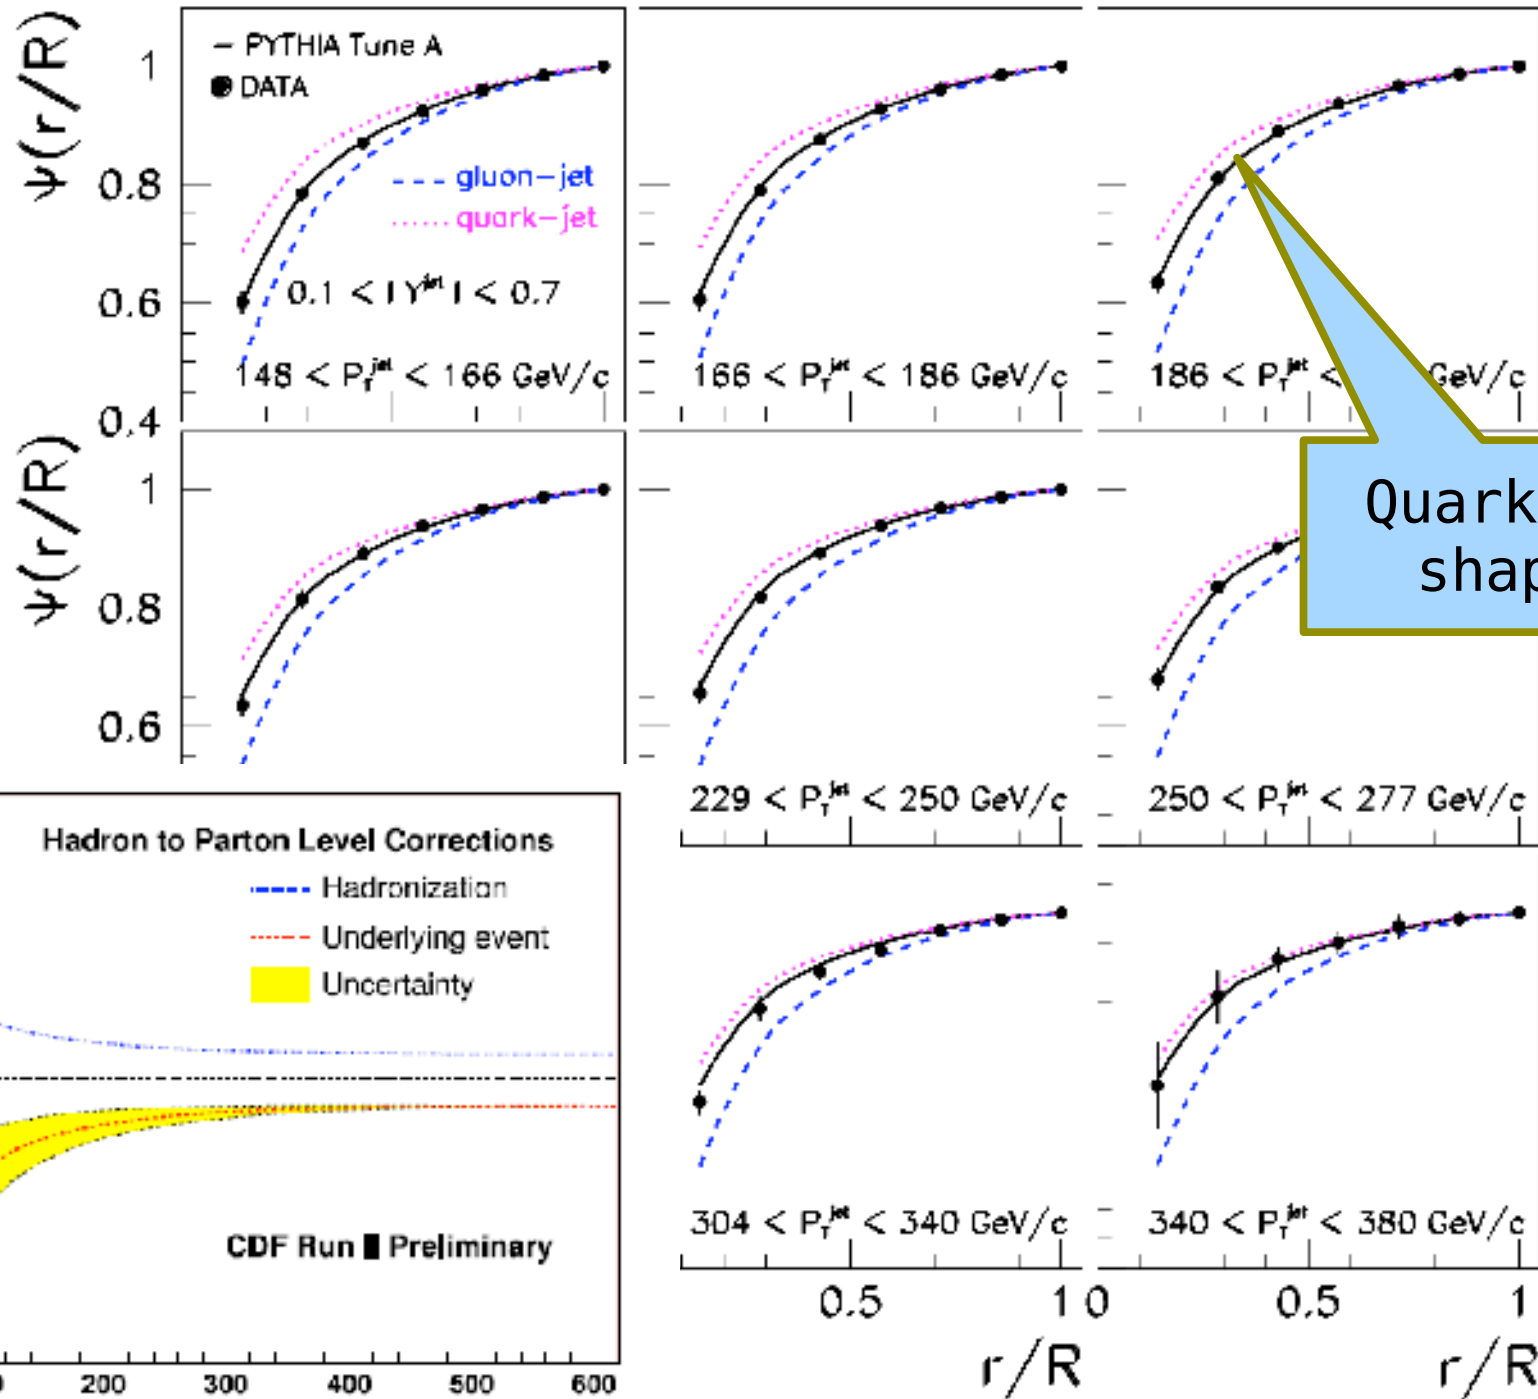 ψ(r/R)
1
0.8
0.6
0.4
– PYTHIA Tune A
● DATA
gluon-jet
quark-jet
0.1 < | Y^jet | < 0.7
148 < P_T^jet < 166 GeV/c
166 < P_T^jet < 186 GeV/c
186 < P_T^jet < GeV/c
ψ(r/R)
1
0.8
0.6
Quark
shap
229 < P_T^jet < 250 GeV/c
250 < P_T^jet < 277 GeV/c
Hadron to Parton Level Corrections
Hadronization
Underlying event
Uncertainty
CDF Run II Preliminary
200 300 400 500 600
304 < P_T^jet < 340 GeV/c
340 < P_T^jet < 380 GeV/c
0.5 1 0 0.5 1
r/R r/R